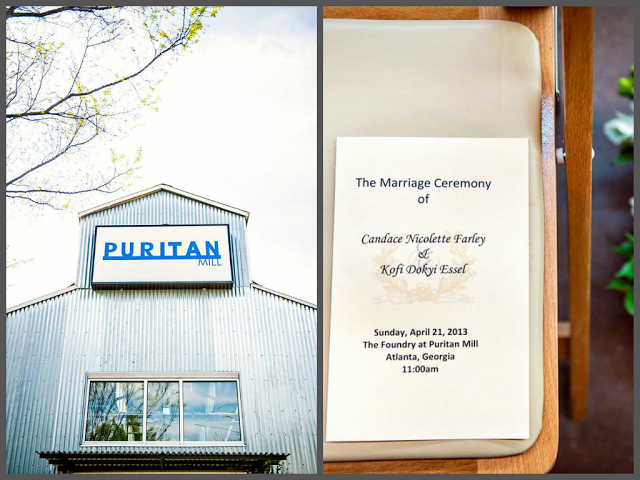 PURITAN
MILL
The Marriage Ceremony
of
Candace Nicolette Farley
&
Kofi Dokyi Essel
Sunday, April 21, 2013
The Foundry at Puritan Mill
Atlanta, Georgia
11:00am